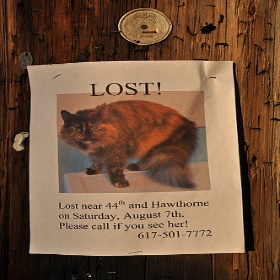 LOST!
Lost near 44th and Hawthorne
on Saturday, August 7th.
Please call if you see her!
617-501-7772